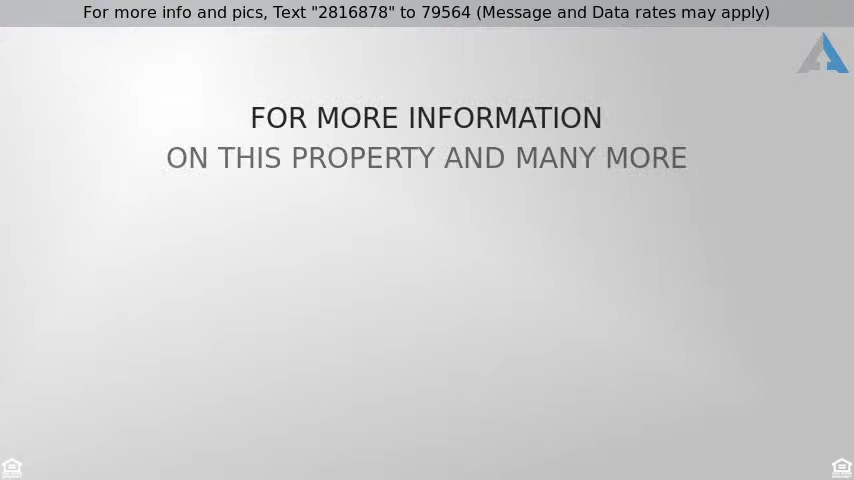 For more info and pics, Text "2816878" to 79564 (Message and Data rates may apply)
FOR MORE INFORMATION
ON THIS PROPERTY AND MANY MORE